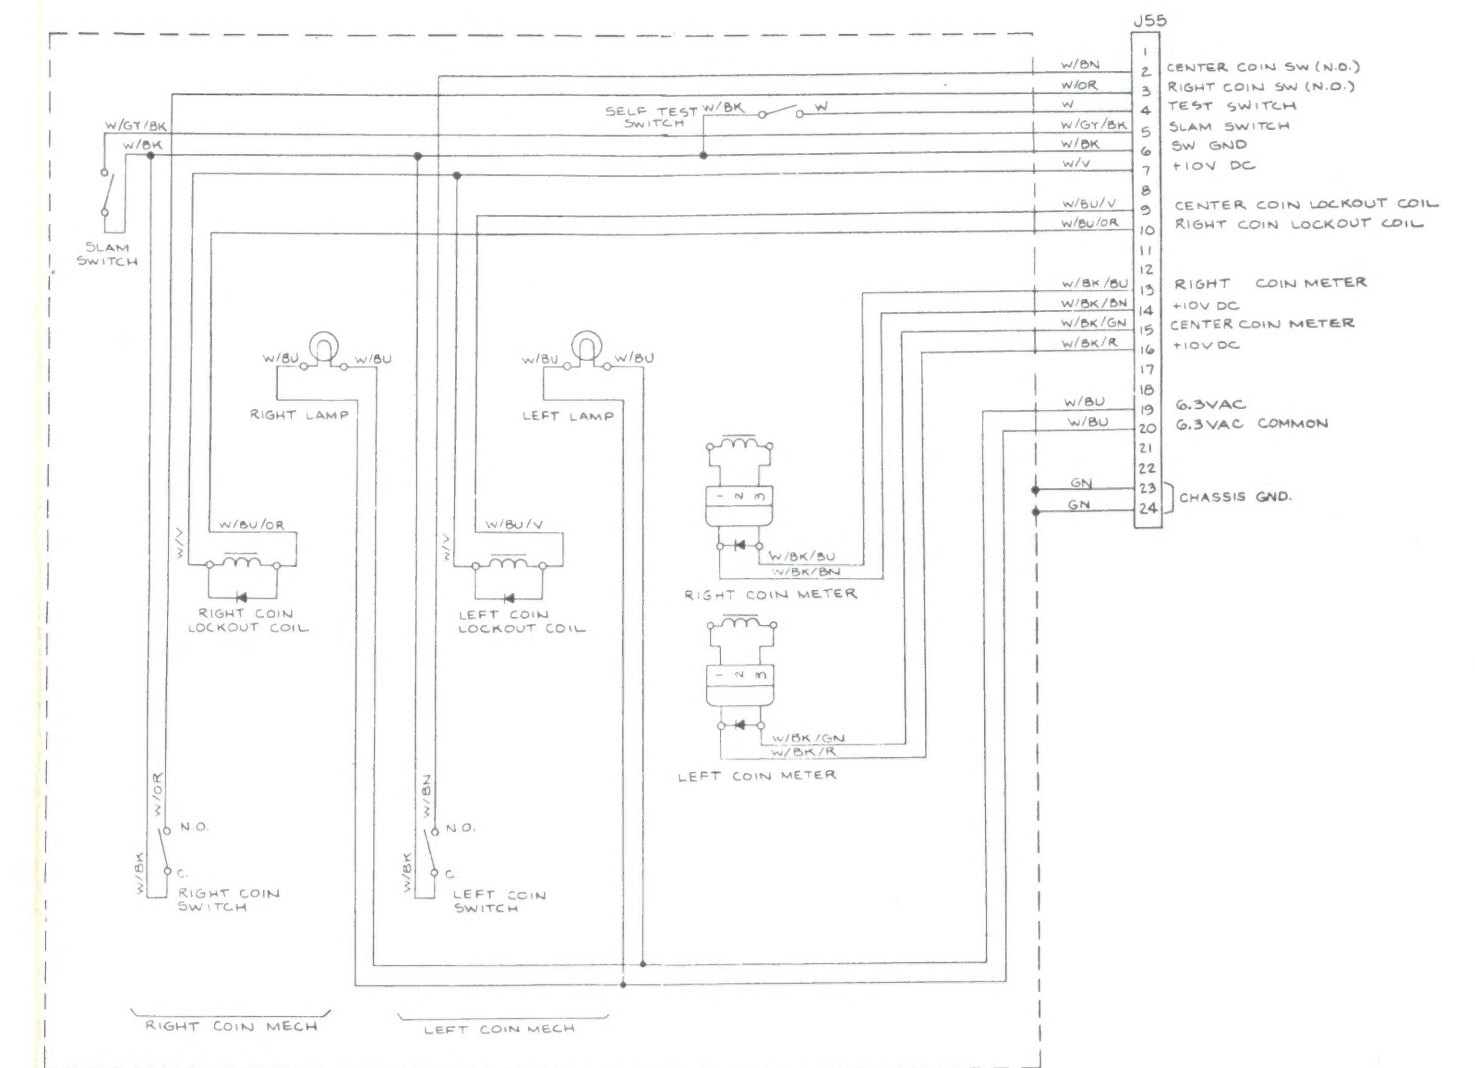 J55
1
W/BN 2 CENTER COIN SW (N.O.)
W/OR 3 RIGHT COIN SW (N.O.)
SELF TEST W/BK W
SWITCH
W 4 TEST SWITCH
W/GY/BK W/GY/BK 5 SLAM SWITCH
W/BK W/BK 6 SW GND
W/V 7 +10V DC
8
W/BU/V 9 CENTER COIN LOCKOUT COIL
W/BU/OR 10 RIGHT COIN LOCKOUT COIL
11
12
SLAM
SWITCH
W/BK/BU 13 RIGHT COIN METER
W/BK/BN 14 +10V DC
W/BK/GN 15 CENTER COIN METER
W/BK/R 16 +10V DC
17
18
W/BU 19 6.3VAC
W/BU 20 6.3VAC COMMON
21
22
GN 23
GN 24
CHASSIS GND.
W/BU W/BU
RIGHT LAMP
W/BU W/BU
LEFT LAMP
1 2 3
W/BK/BU
W/BK/BN
RIGHT COIN METER
W/V
W/BU/OR
RIGHT COIN
LOCKOUT COIL
W/V
W/BU/V
LEFT COIN
LOCKOUT COIL
1 2 3
W/BK/GN
W/BK/R
LEFT COIN METER
W/OR
N.O.
W/BK
C.
RIGHT COIN
SWITCH
W/BN
N.O.
W/BK
C.
LEFT COIN
SWITCH
RIGHT COIN MECH
LEFT COIN MECH